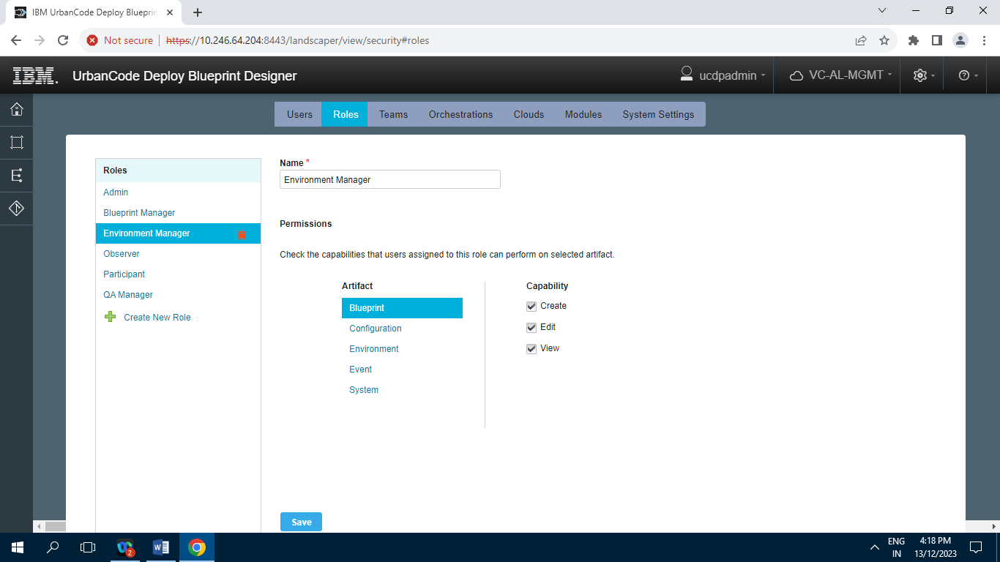 IBM UrbanCode Deploy Blueprin
Not secure https://10.246.64.204:8443/landscaper/view/security#roles
IBM. UrbanCode Deploy Blueprint Designer ucdpadmin VC-AL-MGMT
Users Roles Teams Orchestrations Clouds Modules System Settings
Roles
Admin
Blueprint Manager
Environment Manager
Observer
Participant
QA Manager
Create New Role
Name *
Environment Manager
Permissions
Check the capabilities that users assigned to this role can perform on selected artifact.
Artifact
Blueprint
Configuration
Environment
Event
System
Capability
Create
Edit
View
Save
2
W
ENG
IN
4:18 PM
13/12/2023